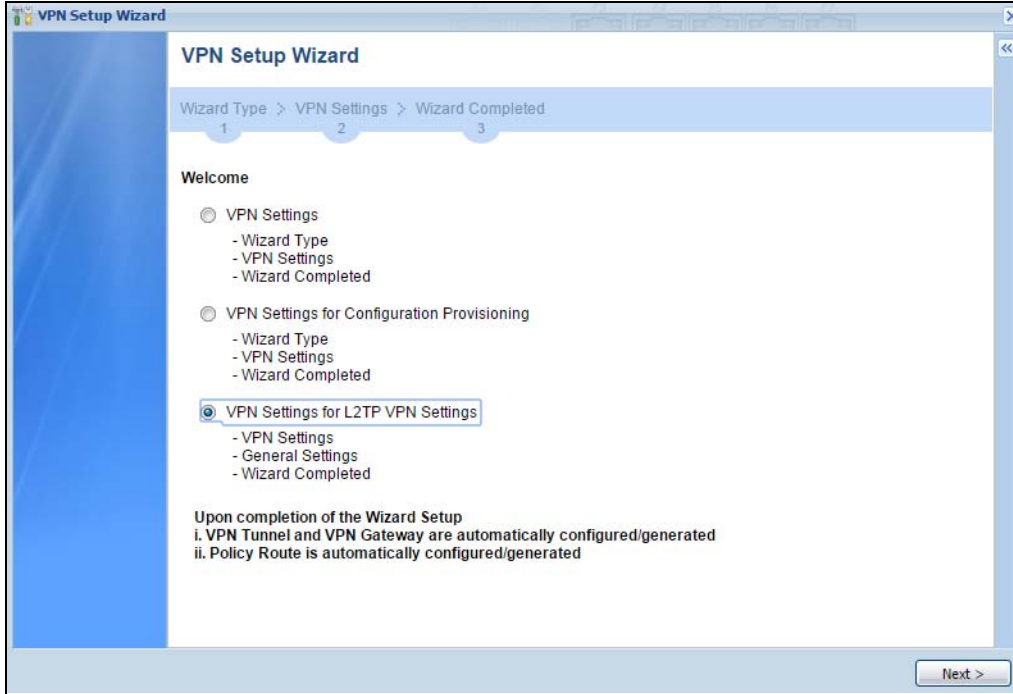 VPN Setup Wizard
VPN Setup Wizard
Wizard Type > VPN Settings > Wizard Completed
1 2 3
Welcome
VPN Settings
- Wizard Type
- VPN Settings
- Wizard Completed
VPN Settings for Configuration Provisioning
- Wizard Type
- VPN Settings
- Wizard Completed
VPN Settings for L2TP VPN Settings
- VPN Settings
- General Settings
- Wizard Completed
Upon completion of the Wizard Setup
i. VPN Tunnel and VPN Gateway are automatically configured/generated
ii. Policy Route is automatically configured/generated
Next >